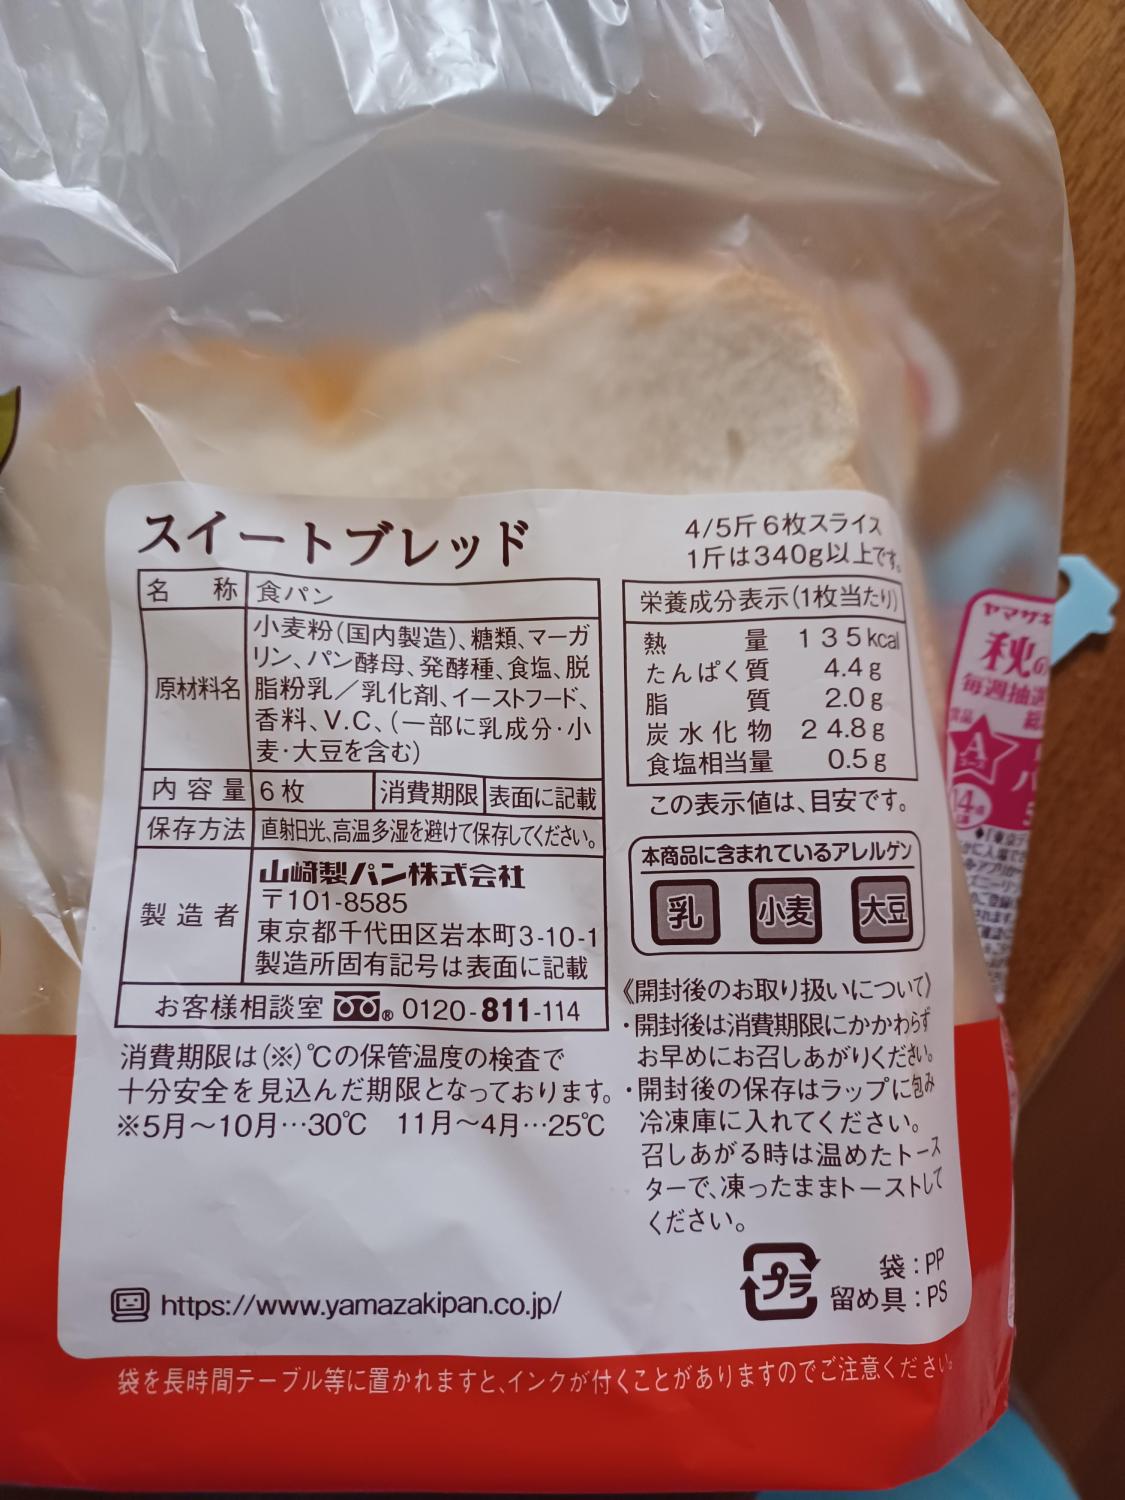 スイートブレッド
4/5斤 6枚スライス
1斤は340g以上です。
名称 食パン
原材料名
小麦粉(国内製造)、糖類、マーガ
リン、パン酵母、発酵種、食塩、脱
脂粉乳／乳化剤、イーストフード、
香料、V.C、(一部に乳成分・小
麦・大豆を含む)
内容量 6枚 消費期限 表面に記載
保存方法 直射日光、高温多湿を避けて保存してください。
製造者
山崎製パン株式会社
〒101-8585
東京都千代田区岩本町3-10-1
製造所固有記号は表面に記載
お客様相談室 ® 0120-811-114
消費期限は(※)℃の保管温度の検査で
十分安全を見込んだ期限となっております。
※5月～10月…30℃ 11月～4月…25℃
https://www.yamazakipan.co.jp/
栄養成分表示(1枚当たり)
熱量 135kcal
たんぱく質 4.4g
脂質 2.0g
炭水化物 24.8g
食塩相当量 0.5g
この表示値は、目安です。
本商品に含まれているアレルゲン
乳 小麦 大豆
《開封後のお取り扱いについて》
・開封後は消費期限にかかわらず
お早めにお召しあがりください。
・開封後の保存はラップに包み
冷凍庫に入れてください。
召しあがる時は温めたトース
ターで、凍ったままトーストして
ください。
プラ
袋:PP
留め具:PS
袋を長時間テーブル等に置かれますと、インクが付くことがありますのでご注意ください。
ヤマザキ
秋の
毎週抽選
A
コース